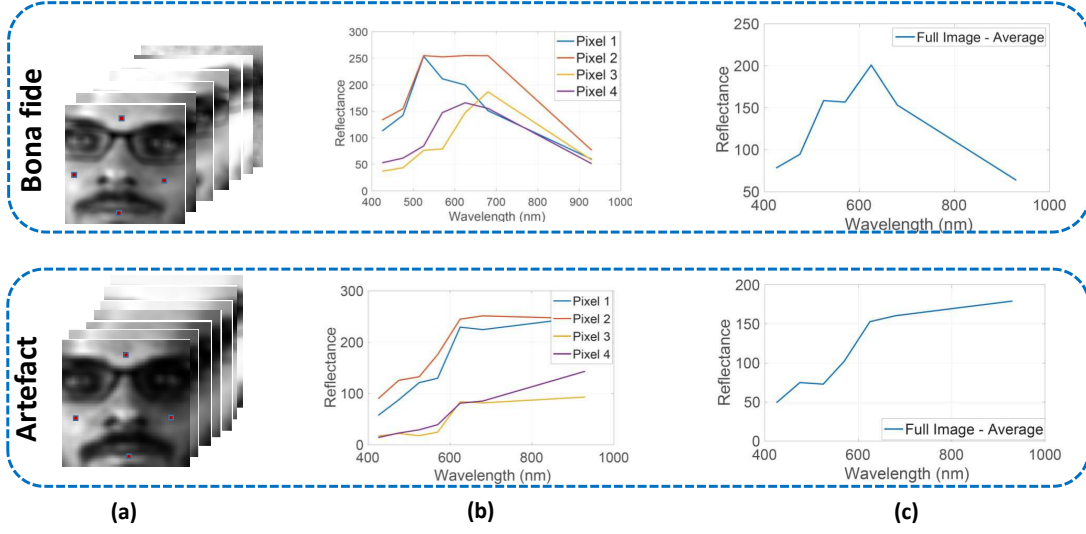 Bona fide
300
250
200
150
100
50
0
400 500 600 700 800 900 1000
Reflectance
Wavelength (nm)
Pixel 1
Pixel 2
Pixel 3
Pixel 4
250
200
150
100
50
400 600 800 1000
Reflectance
Wavelength (nm)
Full Image - Average
Artefact
300
200
100
0
400 600 800 1000
Reflectance
Wavelength (nm)
Pixel 1
Pixel 2
Pixel 3
Pixel 4
200
150
100
50
0
400 600 800 1000
Reflectance
Wavelength (nm)
Full Image - Average
(a) (b) (c)